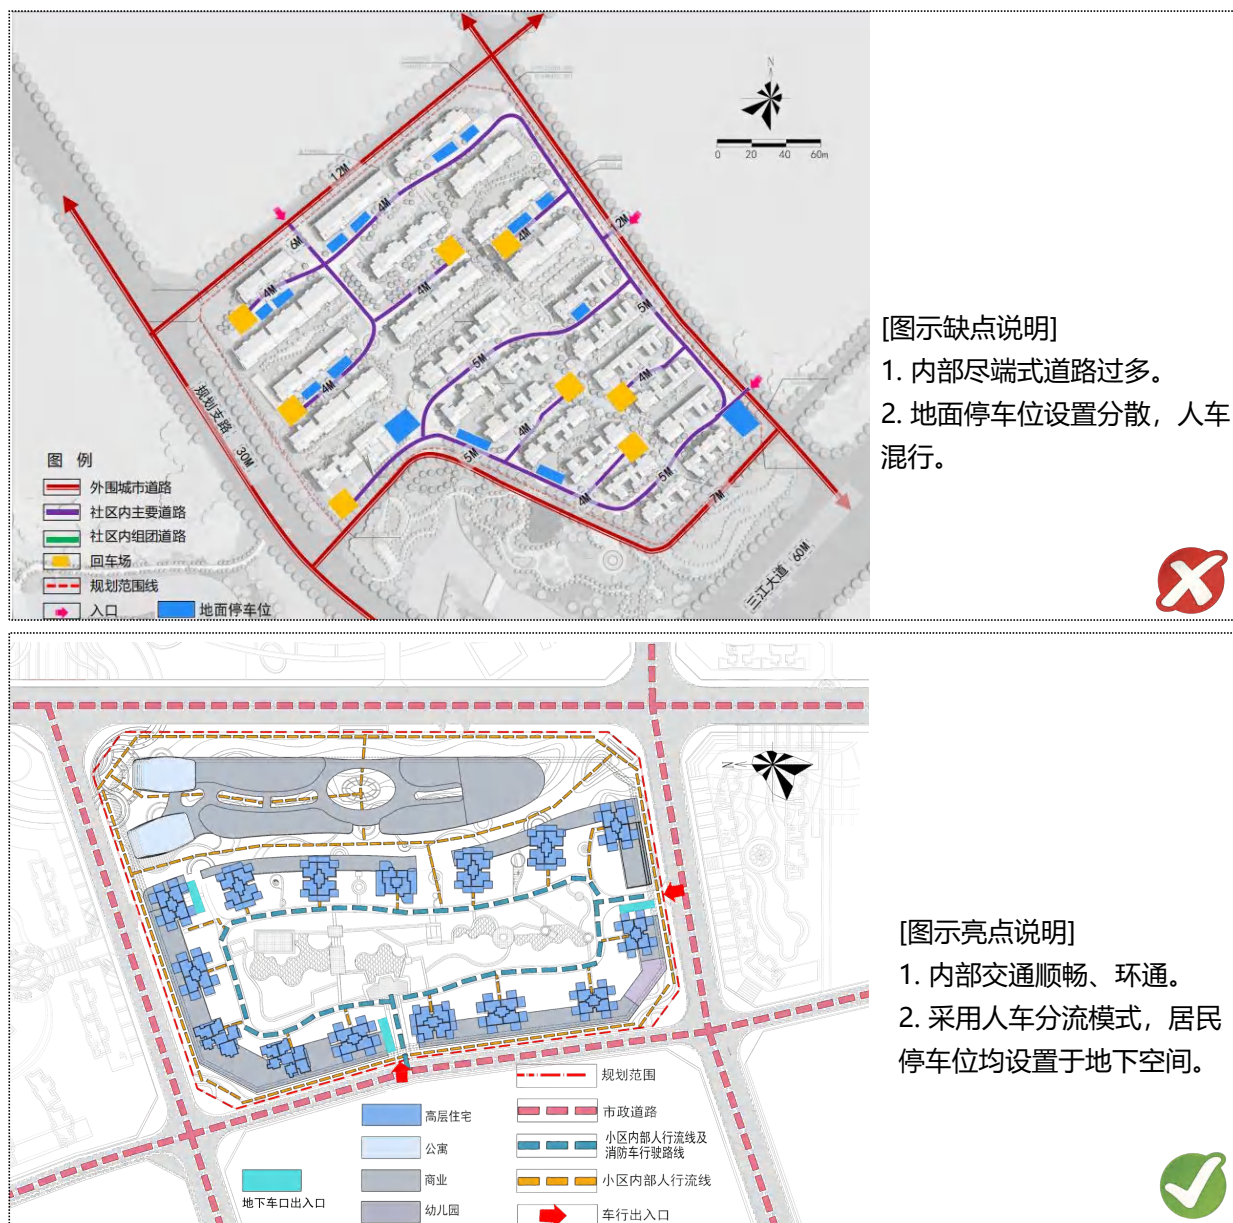 N
0 20 40 60m
12M
4M
6M
2M
4M
4M
4M
5M
4M
5M
4M
4M
5M
4M
5M
7M
规划支路 30M
三江大道 60M
图 例
外围城市道路
社区内主要道路
社区内组团道路
回车场
规划范围线
入口
地面停车位
[图示缺点说明]
1. 内部尽端式道路过多。
2. 地面停车位设置分散，人车
混行。
N
[图示亮点说明]
1. 内部交通顺畅、环通。
2. 采用人车分流模式，居民
停车位均设置于地下空间。
地下车口出入口
高层住宅
公寓
商业
幼儿园
规划范围
市政道路
小区内部人行流线及
消防车行驶路线
小区内部人行流线
车行出入口